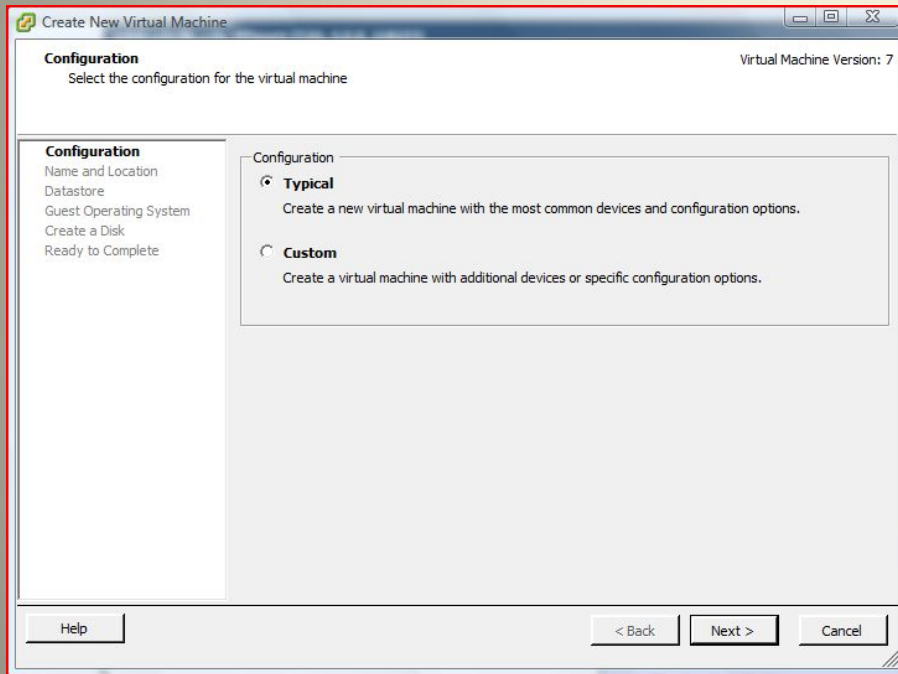 Create New Virtual Machine
Configuration
Select the configuration for the virtual machine
Virtual Machine Version: 7
Configuration
Name and Location
Datastore
Guest Operating System
Create a Disk
Ready to Complete
Configuration
Typical
Create a new virtual machine with the most common devices and configuration options.
Custom
Create a virtual machine with additional devices or specific configuration options.
Help
< Back
Next >
Cancel